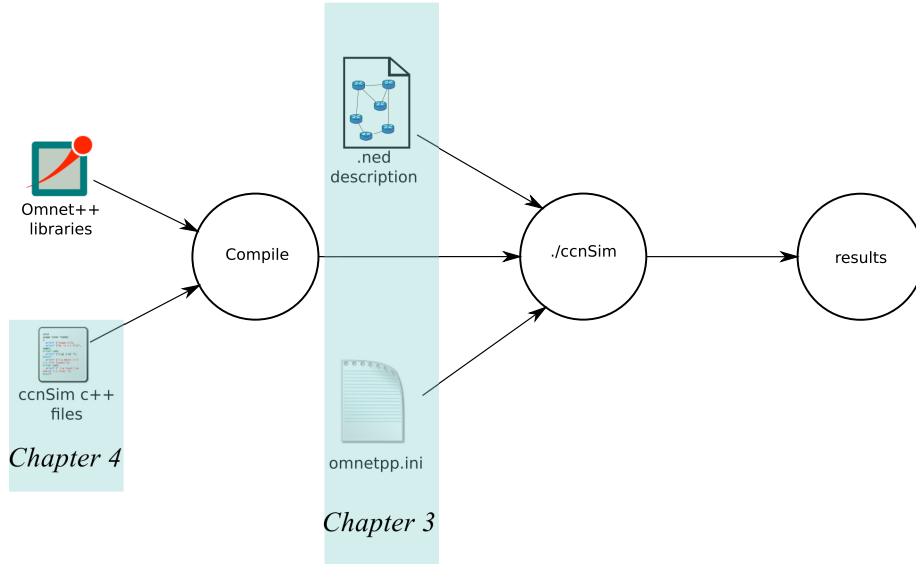 .ned
description
Omnet++
libraries
Compile
./ccnSim
results
ccnSim c++
files
Chapter 4
omnetpp.ini
Chapter 3